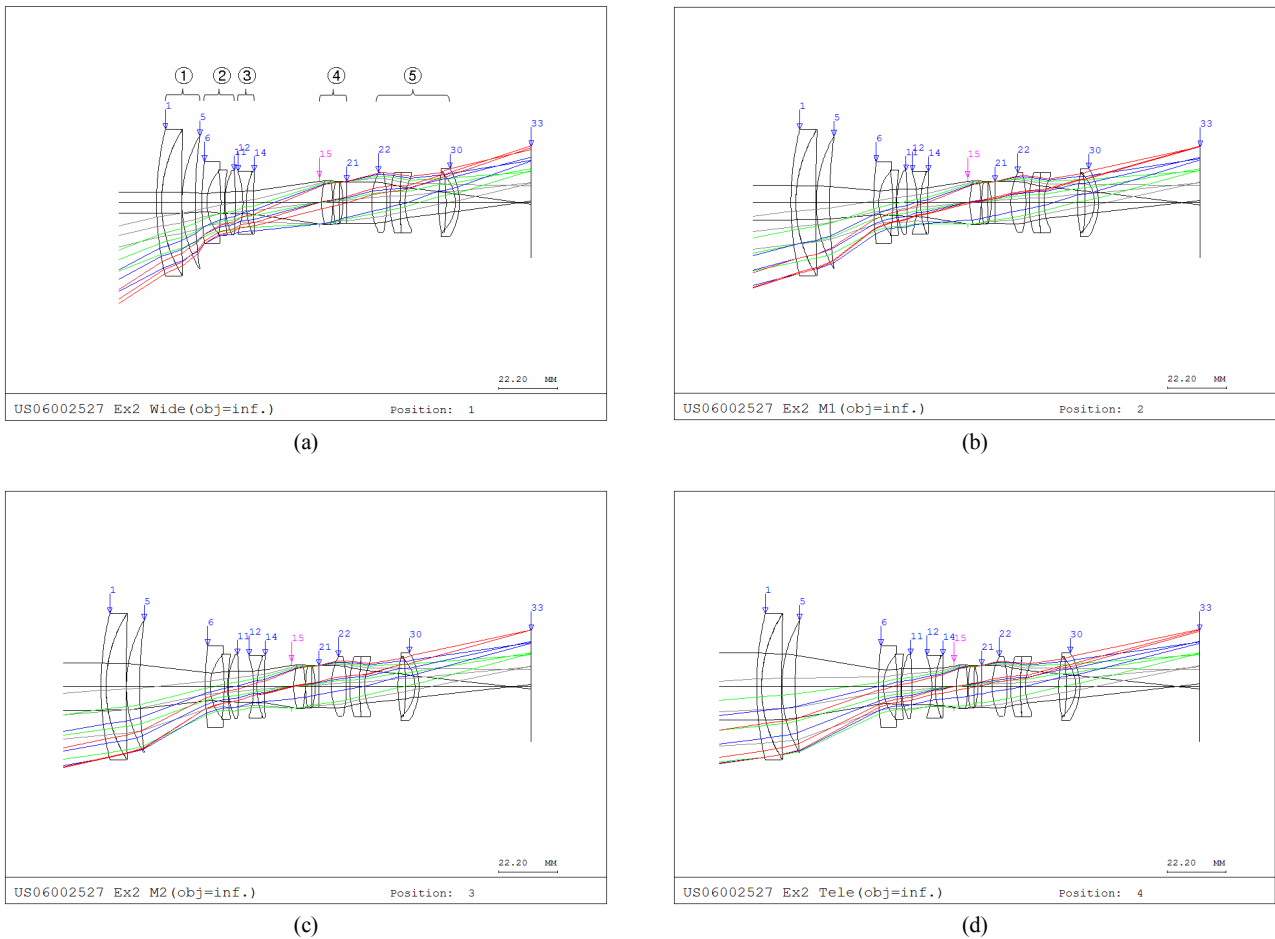 ① ② ③ ④ ⑤
1 5 6 11 12 14 15 21 22 30 33
22.20 MM
US06002527 Ex2 Wide(obj=inf.) Position: 1
(a)
1 5 6 11 12 14 15 21 22 30 33
22.20 MM
US06002527 Ex2 M1(obj=inf.) Position: 2
(b)
1 5 6 11 12 14 15 21 22 30 33
22.20 MM
US06002527 Ex2 M2(obj=inf.) Position: 3
(c)
1 5 6 11 12 14 15 21 22 30 33
22.20 MM
US06002527 Ex2 Tele(obj=inf.) Position: 4
(d)